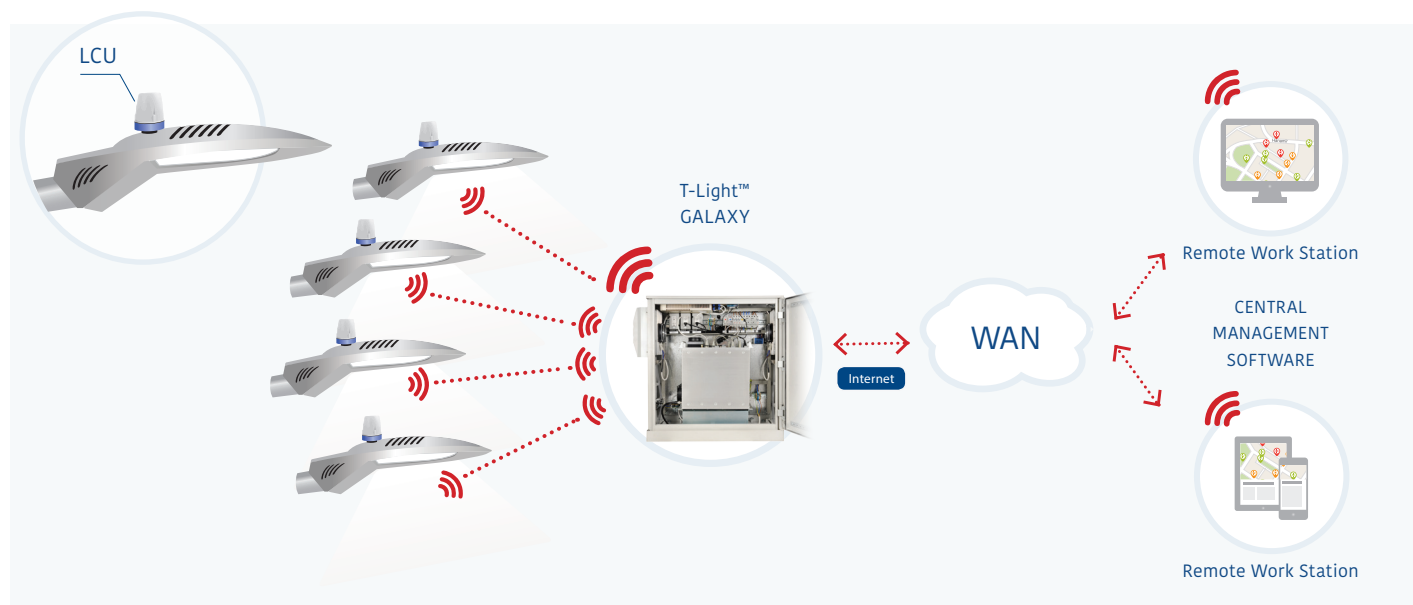 LCU
T-Light™
GALAXY
Internet
WAN
Remote Work Station
CENTRAL
MANAGEMENT
SOFTWARE
Remote Work Station